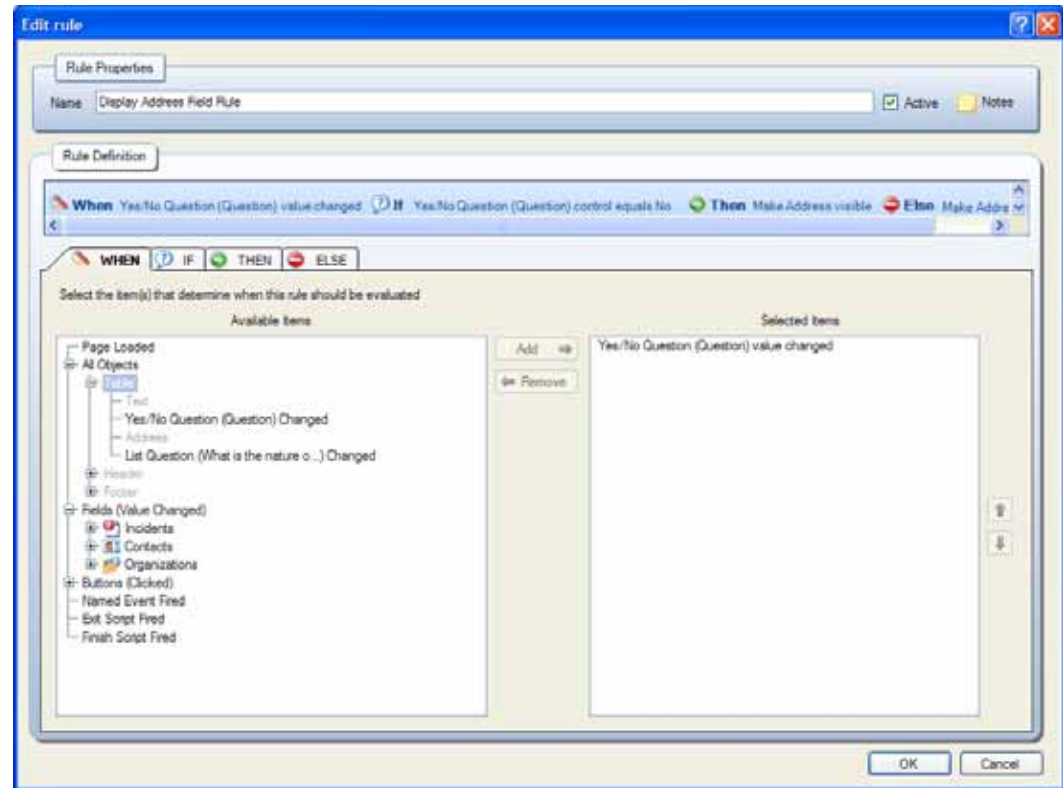 Edit rule
Rule Properties
Name Display Address Field Rule Active Notes
Rule Definition
When Yes/No Question (Question) value changed If Yes/No Question (Question) control equals No Then Make Address visible Else Make Addre
WHEN IF THEN ELSE
Select the item(s) that determine when this rule should be evaluated
Available Items
Page Loaded
All Objects
Table
Text
Yes/No Question (Question) Changed
Address
List Question (What is the nature o...) Changed
Header
Footer
Fields (Value Changed)
Incidents
Contacts
Organizations
Buttons (Clicked)
Named Event Fired
Exit Script Fired
Finish Script Fired
Add
Remove
Selected Items
Yes/No Question (Question) value changed
OK Cancel